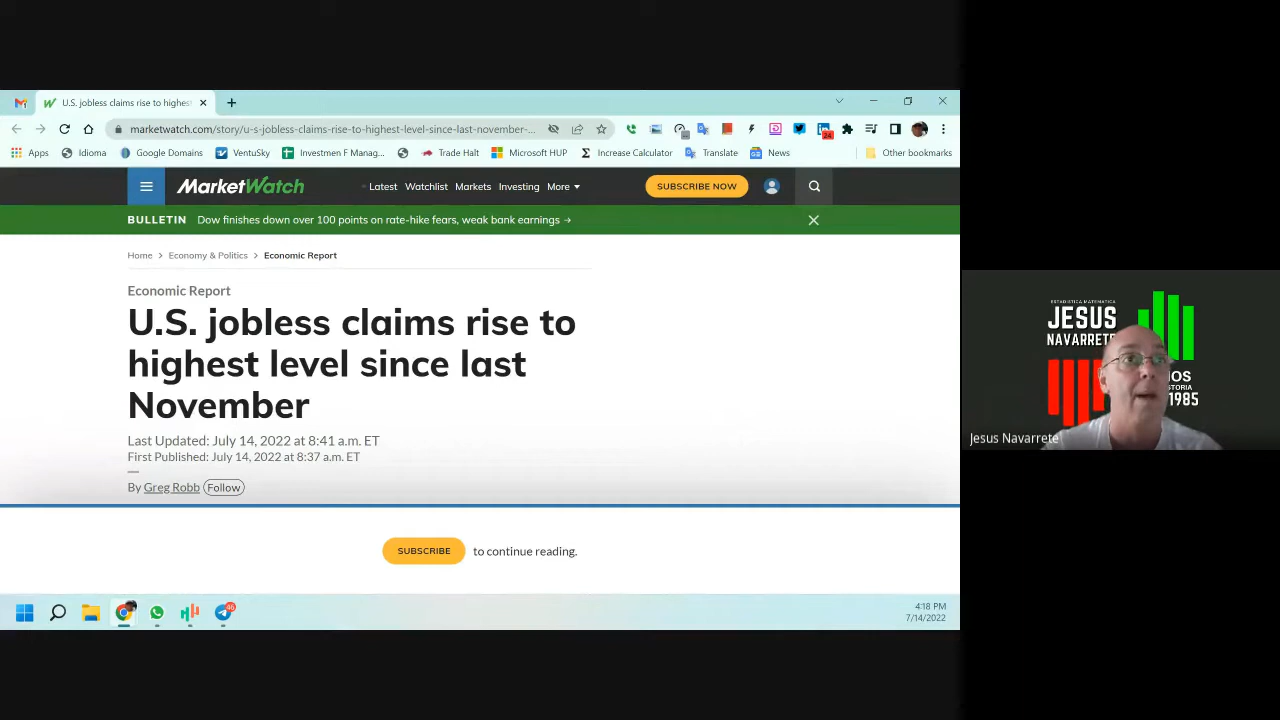 U.S. jobless claims rise to highest
marketwatch.com/story/u-s-jobless-claims-rise-to-highest-level-since-last-november-...
24
Apps Idioma Google Domains VentuSky Investmen F Manag... Trade Halt Microsoft HUP Increase Calculator Translate News Other bookmarks
MarketWatch Latest Watchlist Markets Investing More SUBSCRIBE NOW
BULLETIN Dow finishes down over 100 points on rate-hike fears, weak bank earnings →
Home > Economy & Politics > Economic Report
Economic Report
U.S. jobless claims rise to
highest level since last
November
Last Updated: July 14, 2022 at 8:41 a.m. ET
First Published: July 14, 2022 at 8:37 a.m. ET
By Greg Robb Follow
SUBSCRIBE to continue reading.
46
4:18 PM
7/14/2022
ESTADISTICA MATEMATICA
JESUS
NAVARRETE
1985
Jesus Navarrete